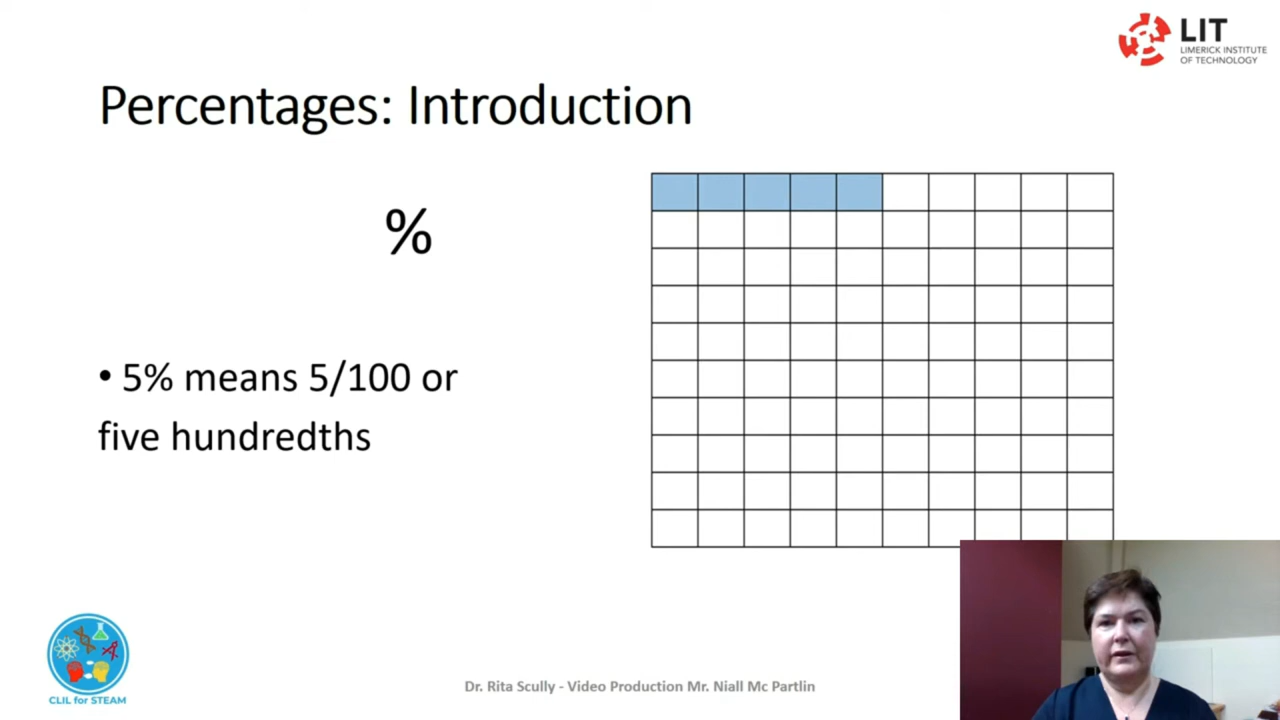 LIT
LIMERICK INSTITUTE
OF TECHNOLOGY
Percentages: Introduction
%
• 5% means 5/100 or
five hundredths
CLIL for STEAM
Dr. Rita Scully - Video Production Mr. Niall Mc Partlin